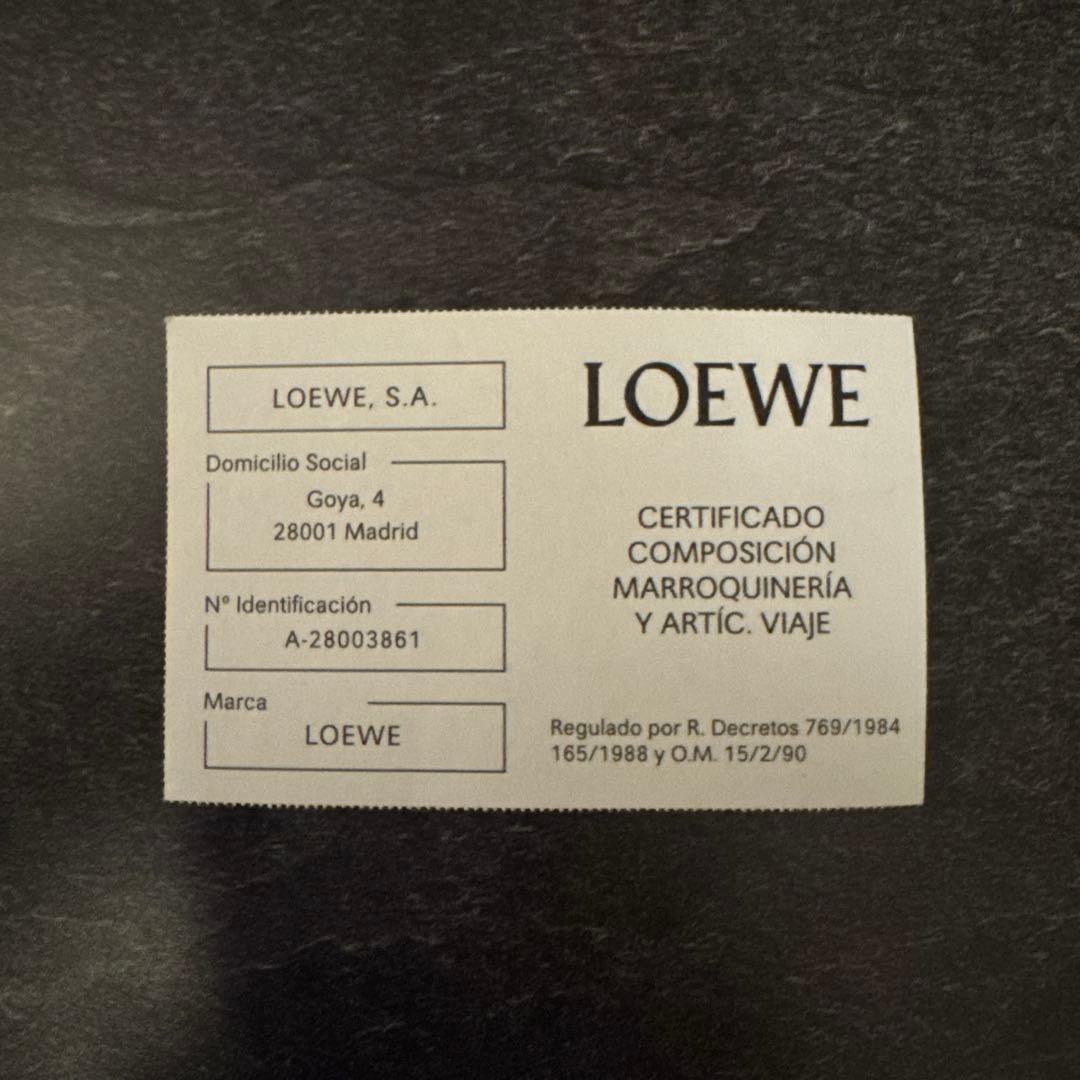 LOEWE, S.A.
Domicilio Social
Goya, 4
28001 Madrid
Nº Identificación
A-28003861
Marca
LOEWE
LOEWE
CERTIFICADO
COMPOSICIÓN
MARROQUINERÍA
Y ARTÍC. VIAJE
Regulado por R. Decretos 769/1984
165/1988 y O.M. 15/2/90